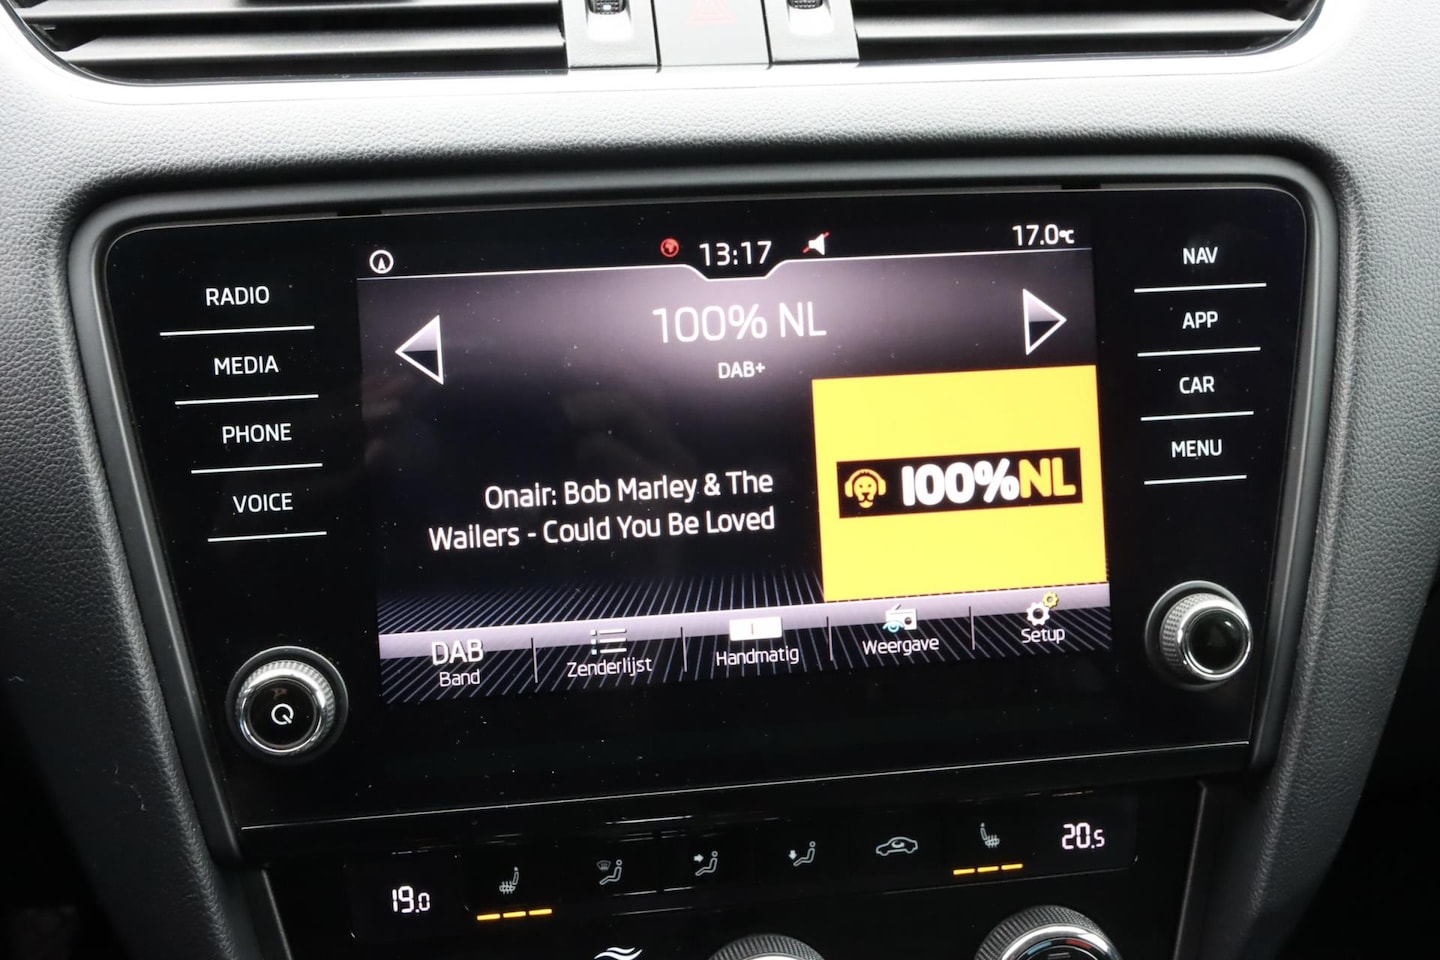 13:17
17.0°C
RADIO
MEDIA
PHONE
VOICE
100% NL
DAB+
Onair: Bob Marley & The
Wailers - Could You Be Loved
100%NL
DAB
Band
Zenderlijst
Handmatig
Weergave
Setup
NAV
APP
CAR
MENU
19.0
20.5